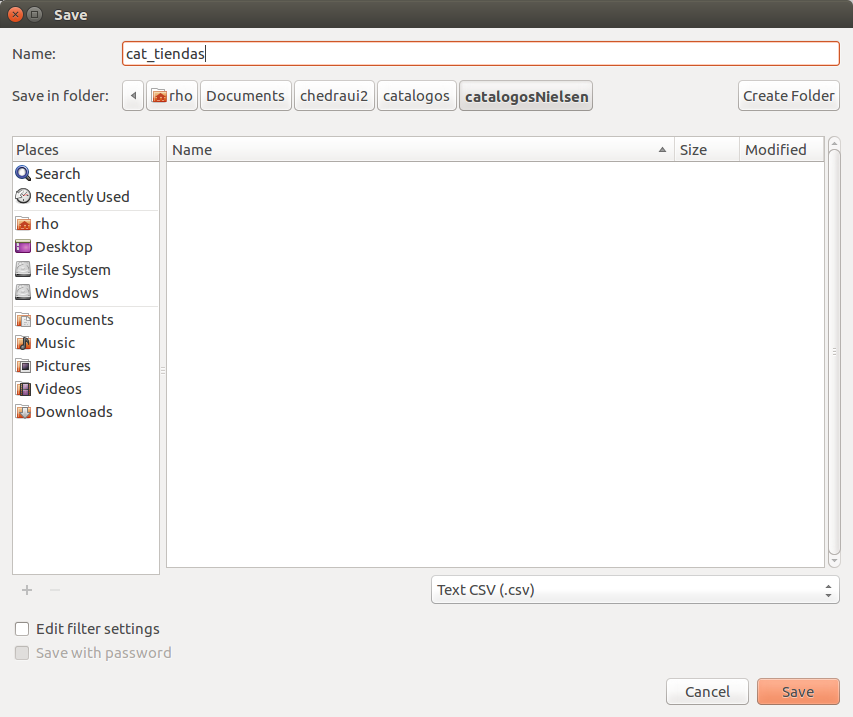 Save
Name: cat_tiendas
Save in folder: rho Documents chedraui2 catalogos catalogosNielsen Create Folder
Places Name Size Modified
Search
Recently Used
rho
Desktop
File System
Windows
Documents
Music
Pictures
Videos
Downloads
Text CSV (.csv)
Edit filter settings
Save with password
Cancel Save